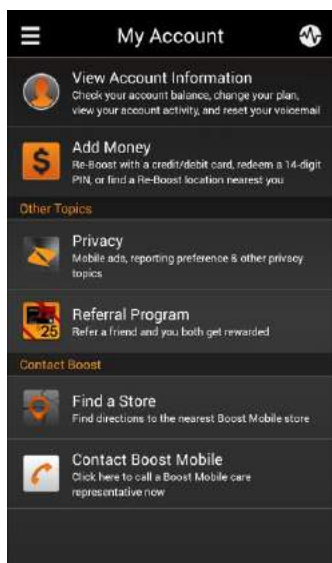 My Account
View Account Information
Check your account balance, change your plan,
view your account activity, and reset your voicemail
$
Add Money
Re-Boost with a credit/debit card, redeem a 14-digit
PIN, or find a Re-Boost location nearest you
Other Topics
Privacy
Mobile ads, reporting preference & other privacy
topics
25
Referral Program
Refer a friend and you both get rewarded
Contact Boost
Find a Store
Find directions to the nearest Boost Mobile store
Contact Boost Mobile
Click here to call a Boost Mobile care
representative now